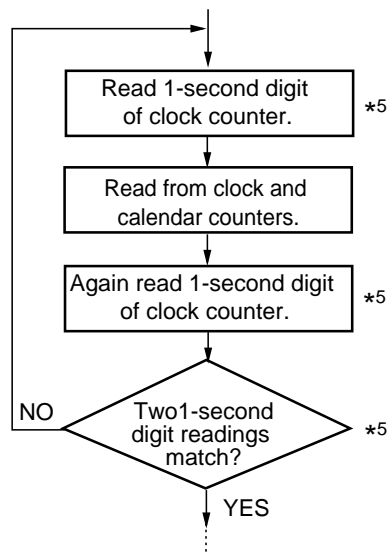 Read 1-second digit
of clock counter.
*5
Read from clock and
calendar counters.
Again read 1-second digit
of clock counter.
*5
NO
Two1-second
digit readings
match?
*5
YES